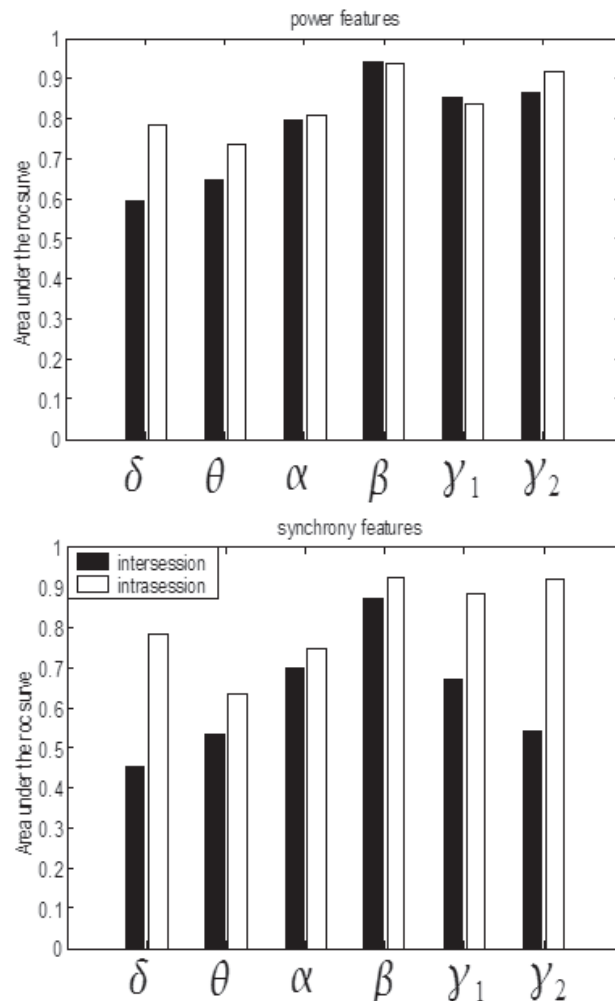 power features
Area under the roc surve
1
0.9
0.8
0.7
0.6
0.5
0.4
0.3
0.2
0.1
0
δ θ α β γ1 γ2
synchrony features
intersession
intrasession
Area under the roc surve
1
0.9
0.8
0.7
0.6
0.5
0.4
0.3
0.2
0.1
0
δ θ α β γ1 γ2